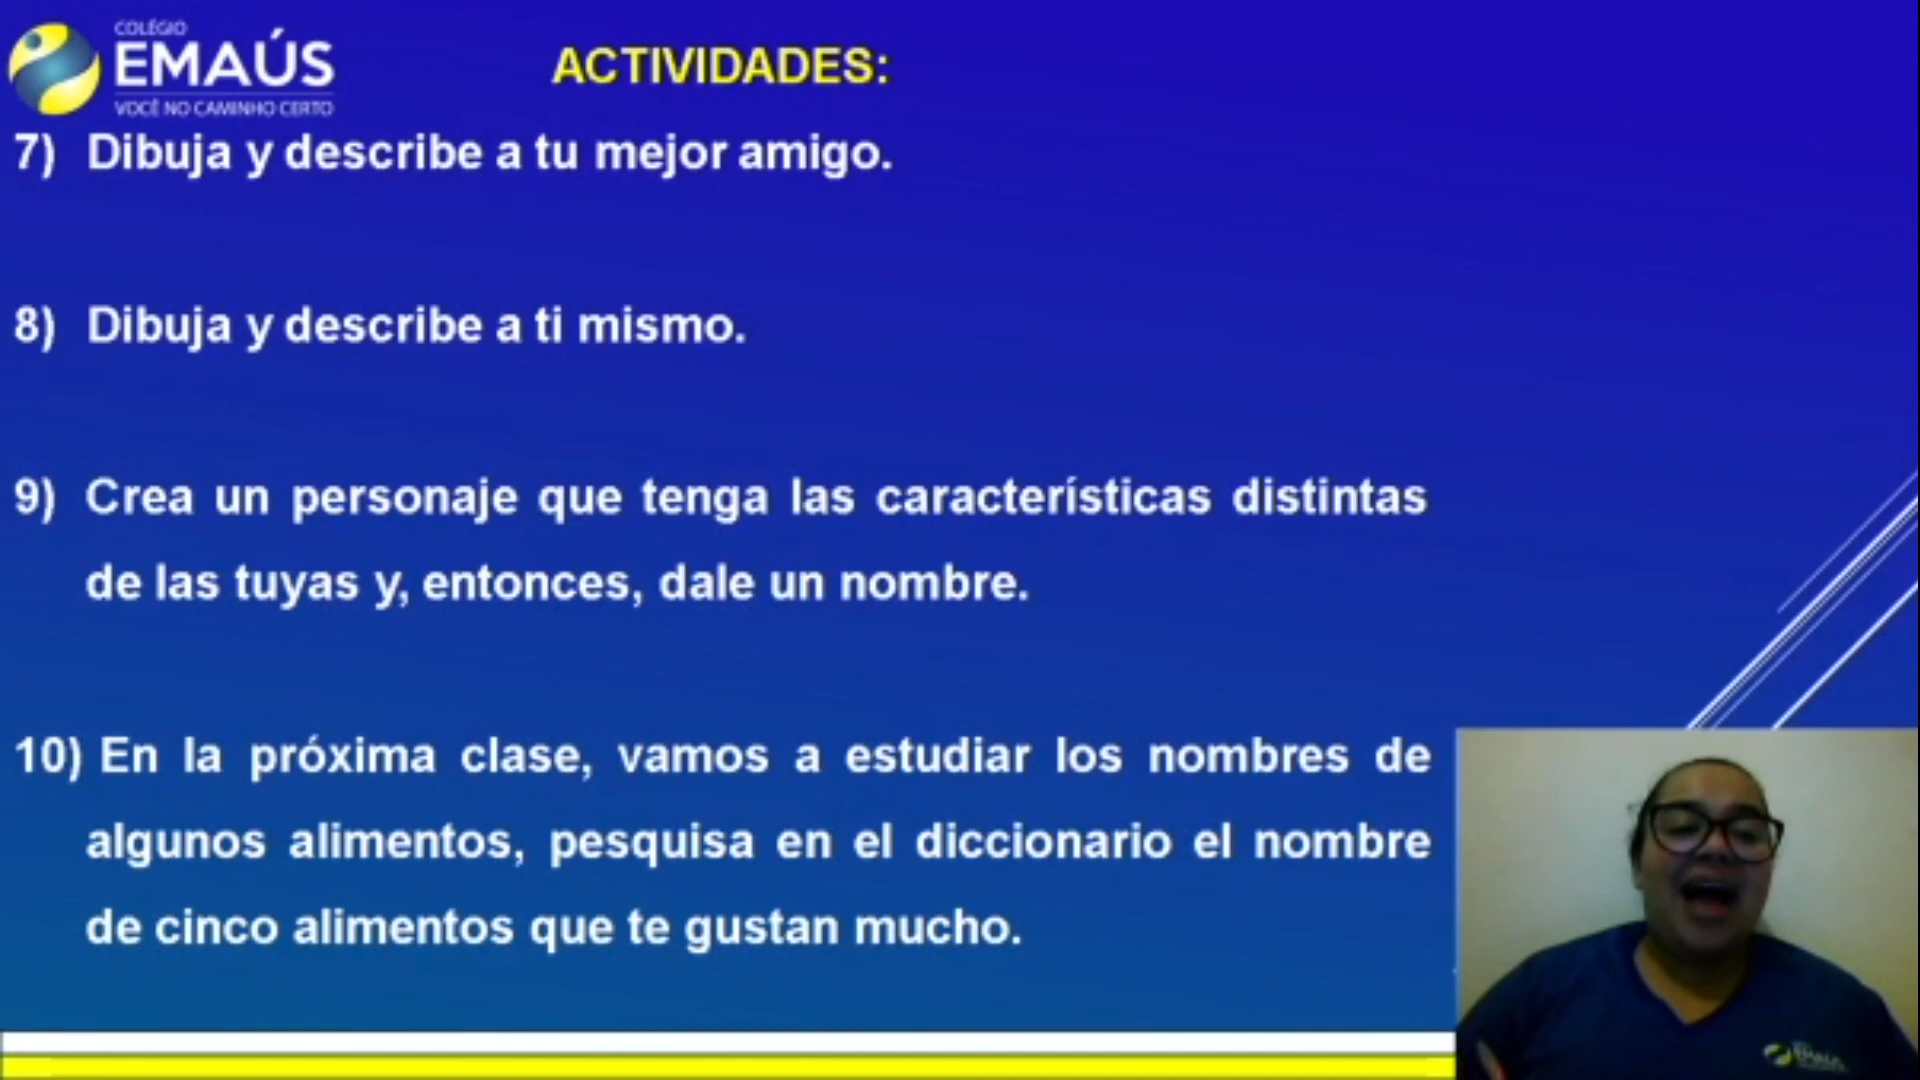 COLÉGIO
EMAÚS
VOCÊ NO CAMINHO CERTO
ACTIVIDADES:
7) Dibuja y describe a tu mejor amigo.
8) Dibuja y describe a ti mismo.
9) Crea un personaje que tenga las características distintas
de las tuyas y, entonces, dale un nombre.
10) En la próxima clase, vamos a estudiar los nombres de
algunos alimentos, pesquisa en el diccionario el nombre
de cinco alimentos que te gustan mucho.
EMAÚS